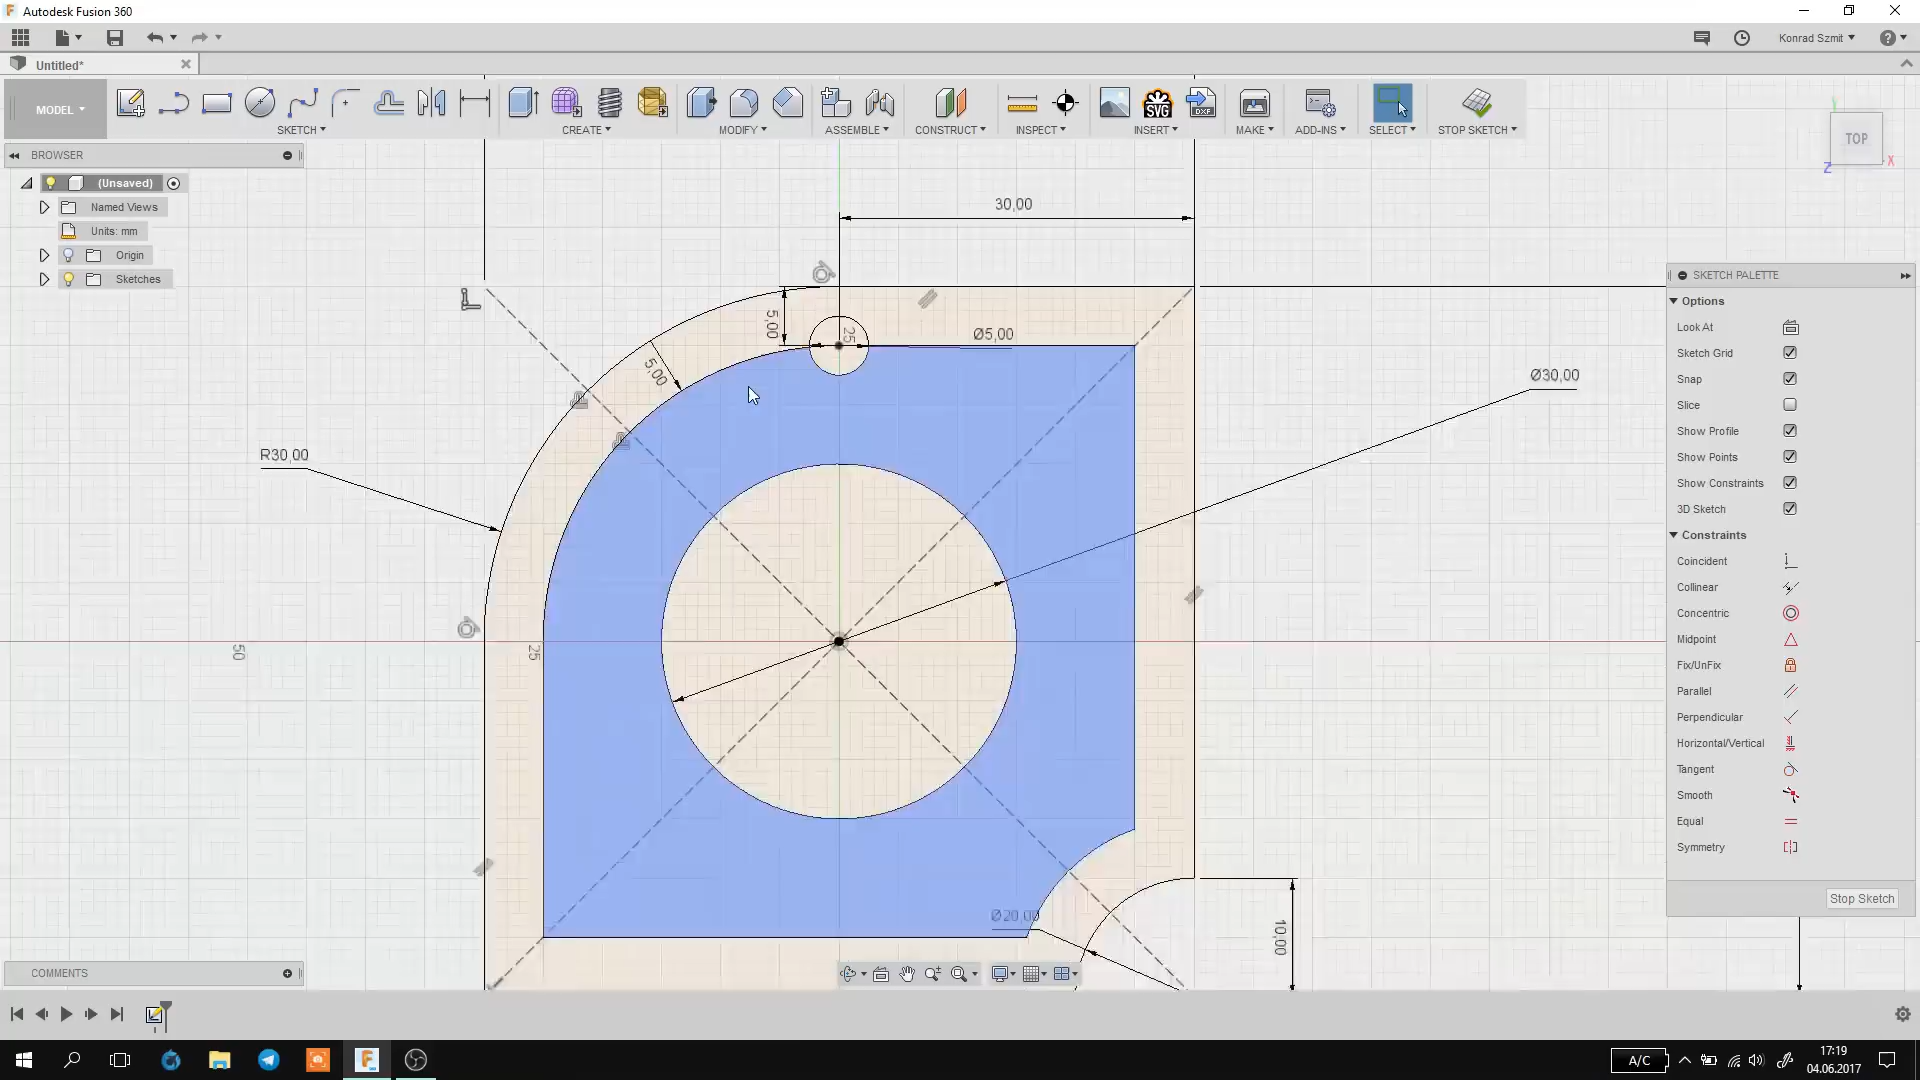 Autodesk Fusion 360
Konrad Szmit
Untitled*
MODEL
SKETCH
CREATE
MODIFY
ASSEMBLE
CONSTRUCT
INSPECT
SVG
DXF
INSERT
MAKE
ADD-INS
SELECT
STOP SKETCH
TOP
X
Y
Z
BROWSER
(Unsaved)
Named Views
Units: mm
Origin
Sketches
30,00
5,00
25
Ø5,00
5,00
Ø30,00
R30,00
50
25
Ø20,00
10,00
SKETCH PALETTE
Options
Look At
Sketch Grid
Snap
Slice
Show Profile
Show Points
Show Constraints
3D Sketch
Constraints
Coincident
Collinear
Concentric
Midpoint
Fix/UnFix
Parallel
Perpendicular
Horizontal/Vertical
Tangent
Smooth
Equal
Symmetry
Stop Sketch
COMMENTS
A/C
17:19
04.06.2017